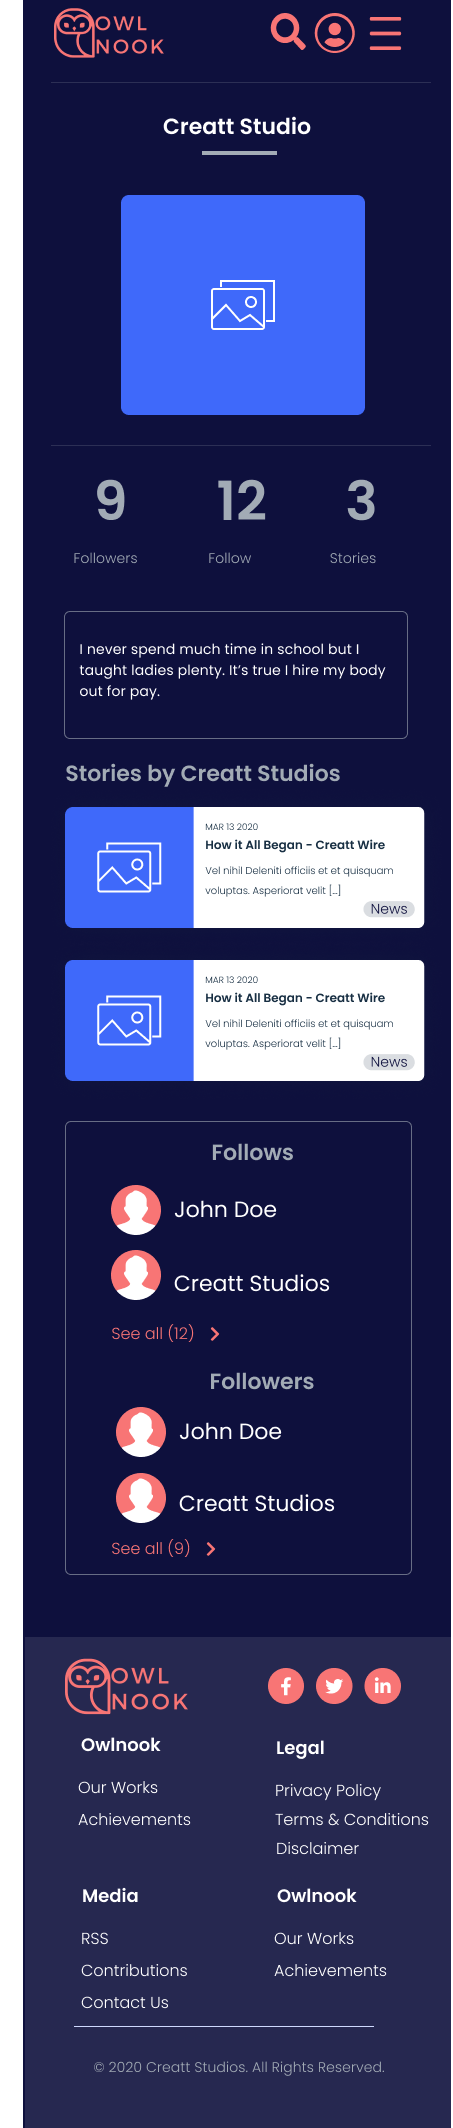 OWL
NOOK
Creatt Studio
9 12 3
Followers Follow Stories
I never spend much time in school but I
taught ladies plenty. It's true I hire my body
out for pay.
Stories by Creatt Studios
MAR 13 2020
How it All Began - Creatt Wire
Vel nihil Deleniti officiis et et quisquam
voluptas. Asperiorat velit [...]
News
MAR 13 2020
How it All Began - Creatt Wire
Vel nihil Deleniti officiis et et quisquam
voluptas. Asperiorat velit [...]
News
Follows
John Doe
Creatt Studios
See all (12)
Followers
John Doe
Creatt Studios
See all (9)
OWL
NOOK
Owlnook
Our Works
Achievements
Legal
Privacy Policy
Terms & Conditions
Disclaimer
Media
RSS
Contributions
Contact Us
Owlnook
Our Works
Achievements
© 2020 Creatt Studios. All Rights Reserved.